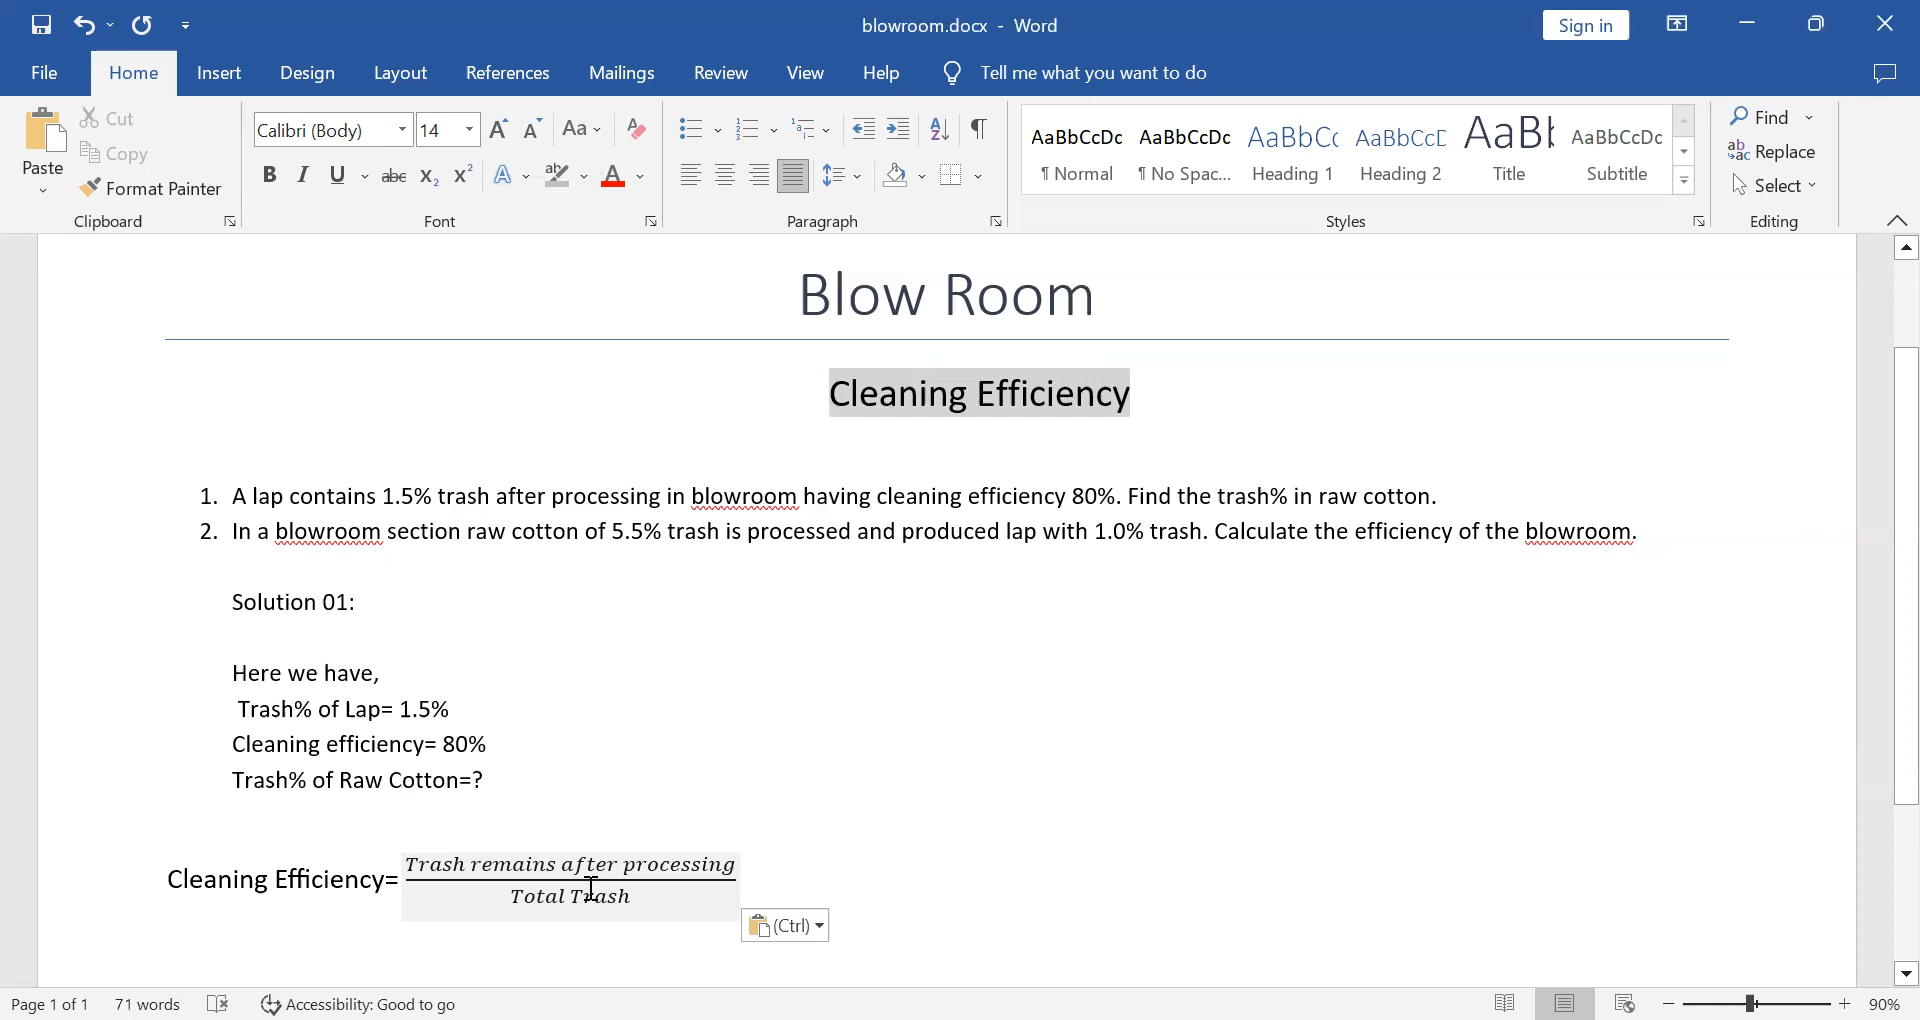 blowroom.docx - Word
Sign in
File Home Insert Design Layout References Mailings Review View Help Tell me what you want to do
Paste
Cut
Copy
Format Painter
Clipboard
Calibri (Body) 14
Font
Paragraph
AaBbCcDc AaBbCcDc AaBbCc AaBbCcE AaBb AaBbCcDc
¶ Normal ¶ No Spac... Heading 1 Heading 2 Title Subtitle
Styles
Find
Replace
Select
Editing
Blow Room
Cleaning Efficiency
1. A lap contains 1.5% trash after processing in blowroom having cleaning efficiency 80%. Find the trash% in raw cotton.
2. In a blowroom section raw cotton of 5.5% trash is processed and produced lap with 1.0% trash. Calculate the efficiency of the blowroom.
Solution 01:
Here we have,
Trash% of Lap= 1.5%
Cleaning efficiency= 80%
Trash% of Raw Cotton=?
Trash remains after processing
Cleaning Efficiency=
Total Trash
(Ctrl)
Page 1 of 1 71 words Accessibility: Good to go 90%